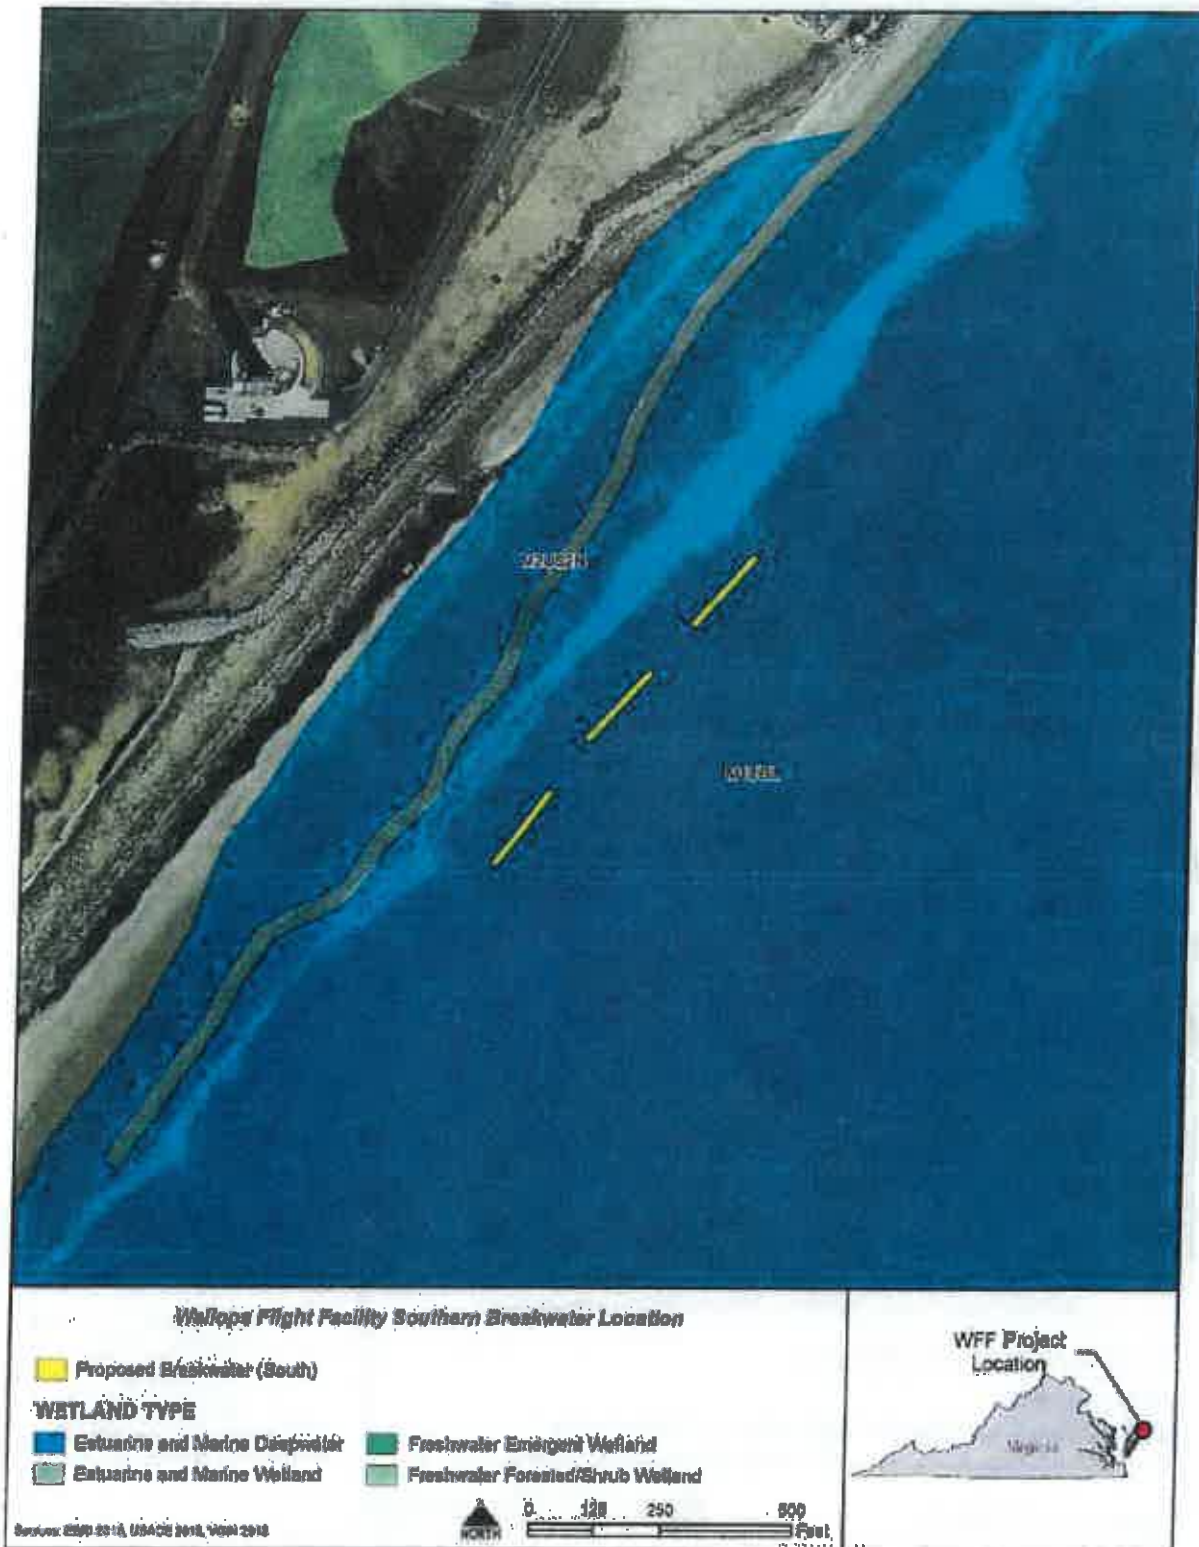 Wallops Flight Facility Southern Breakwater Location
Proposed Breakwater (South)
WETLAND TYPE
Estuarine and Marine Deepwater
Estuarine and Marine Wetland
Freshwater Emergent Wetland
Freshwater Forested/Shrub Wetland
NORTH
0 125 250 500
Feet
WFF Project
Location
Virginia